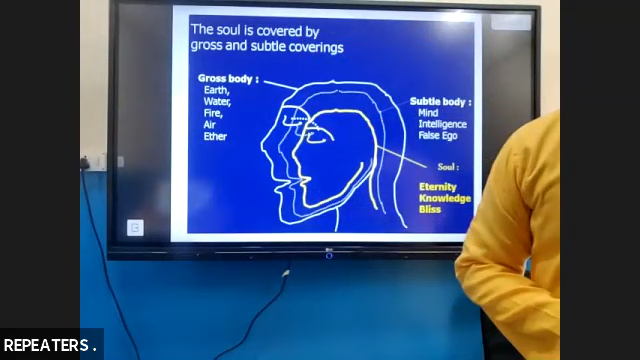 The soul is covered by
gross and subtle coverings
Gross body :
Earth,
Water,
Fire,
Air
Ether
Subtle body :
Mind
Intelligence
False Ego
Soul :
Eternity
Knowledge
Bliss
LG
REPEATERS .